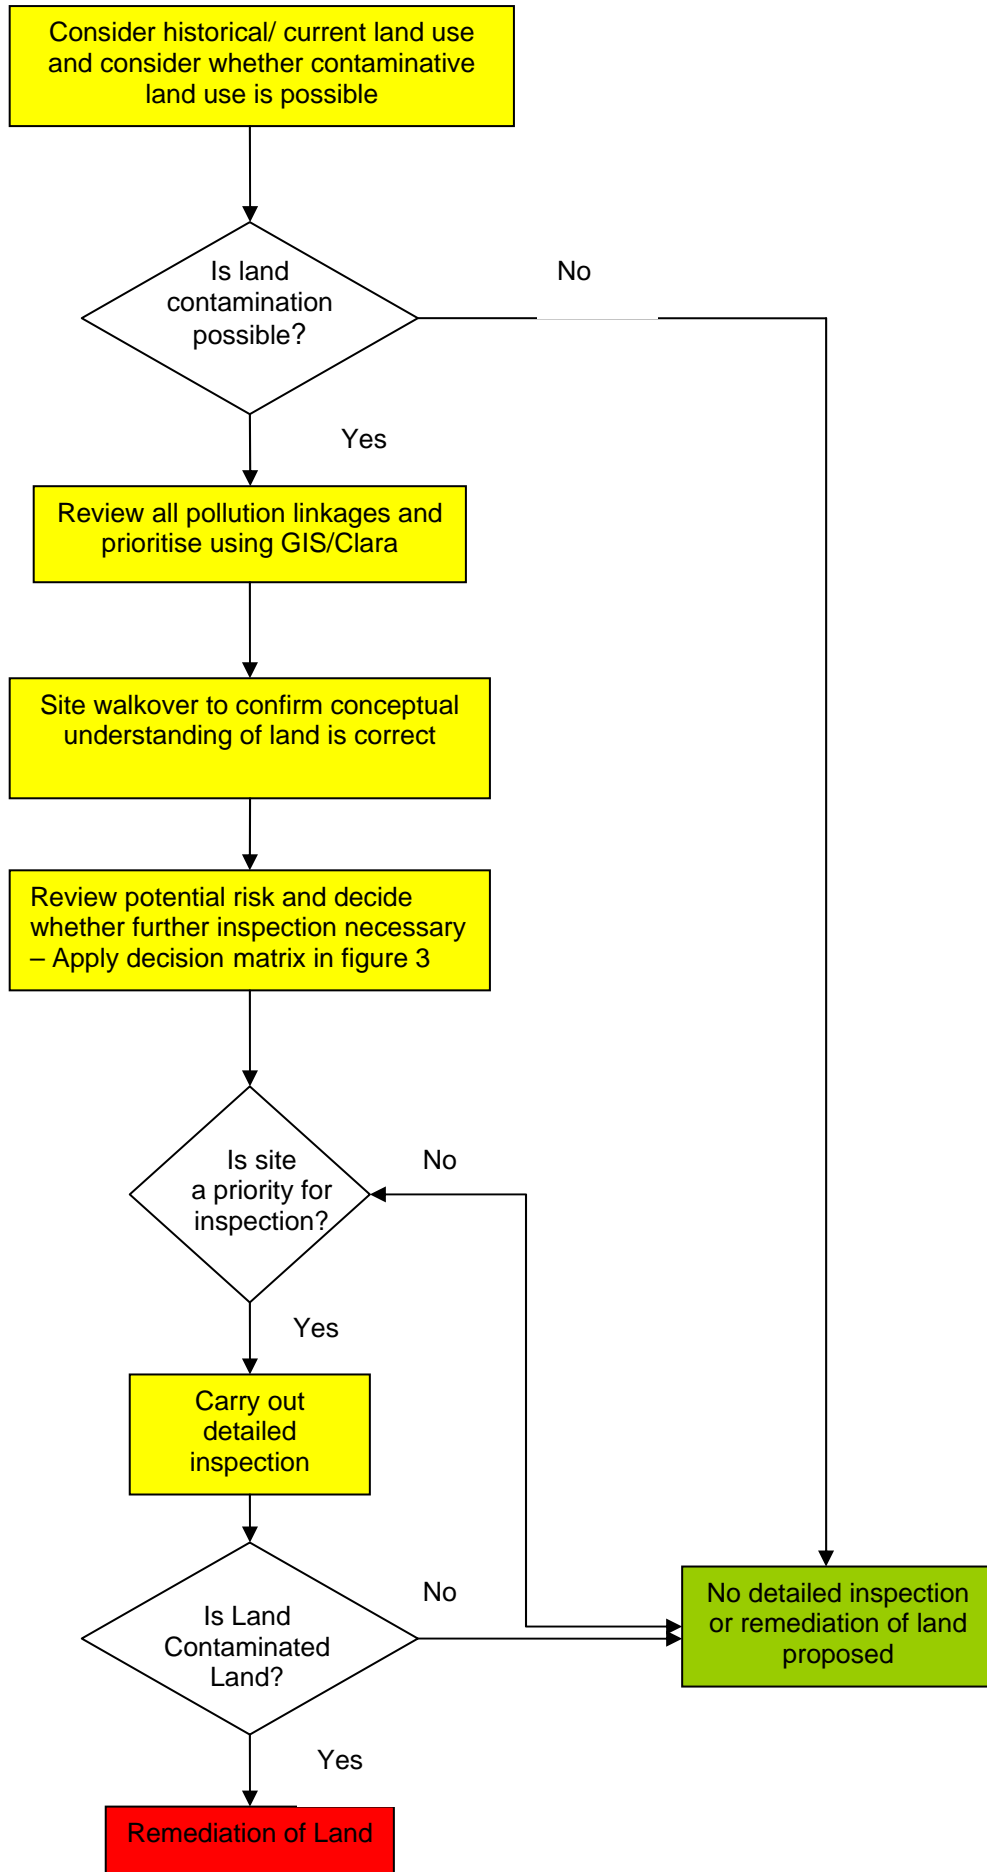 Consider historical/ current land use
and consider whether contaminative
land use is possible
Is land
contamination
possible?
No
Yes
Review all pollution linkages and
prioritise using GIS/Clara
Site walkover to confirm conceptual
understanding of land is correct
Review potential risk and decide
whether further inspection necessary
– Apply decision matrix in figure 3
Is site
a priority for
inspection?
No
Yes
Carry out
detailed
inspection
Is Land
Contaminated
Land?
No
No detailed inspection
or remediation of land
proposed
Yes
Remediation of Land